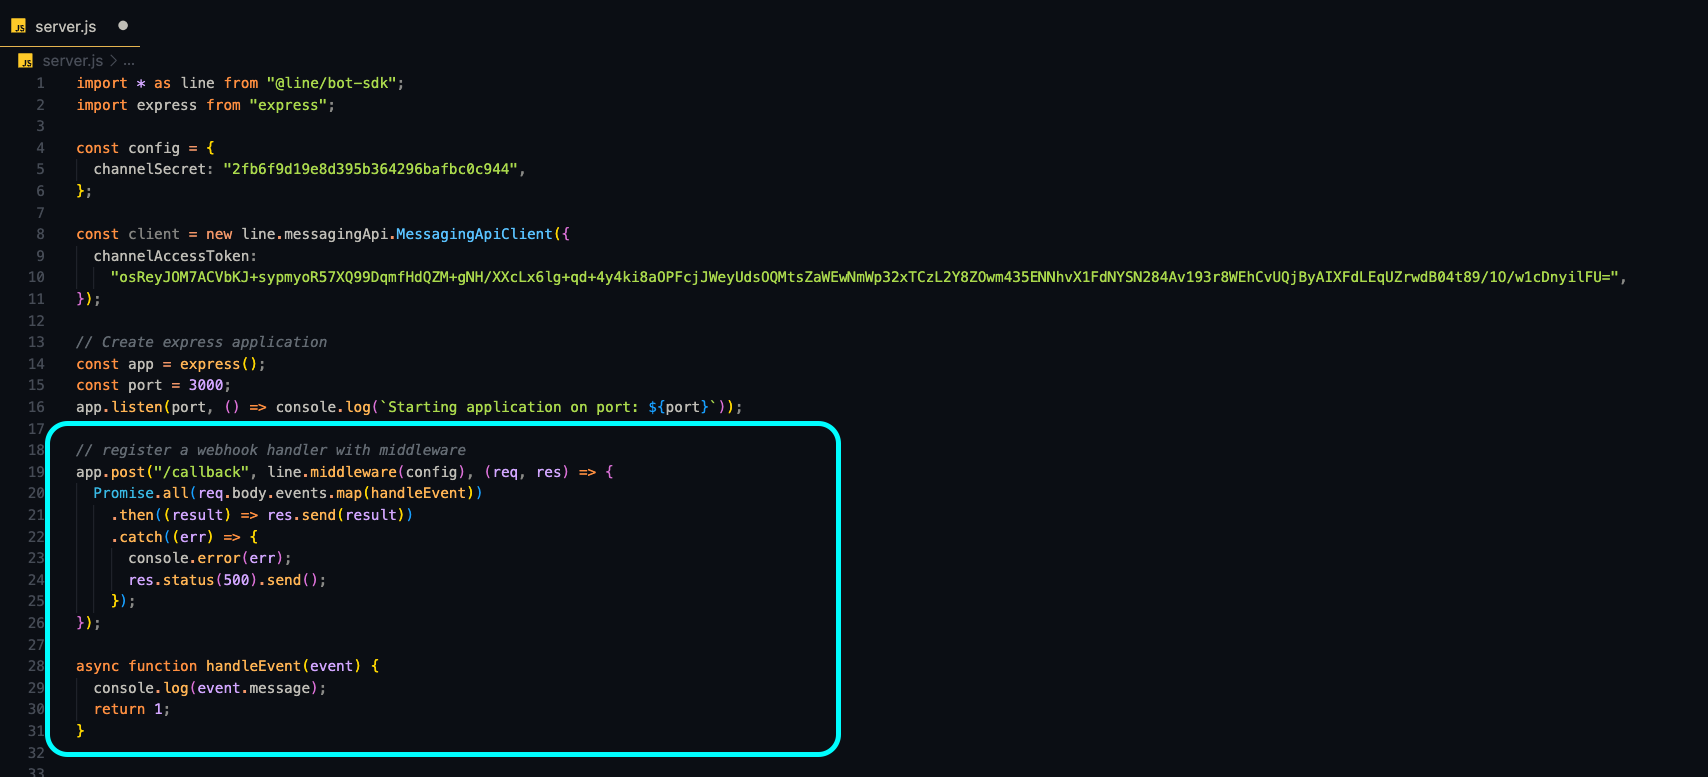 JS server.js ●
JS server.js > ...
1 import * as line from "@line/bot-sdk";
2 import express from "express";
3
4 const config = {
5 channelSecret: "2fb6f9d19e8d395b364296bafbc0c944",
6 };
7
8 const client = new line.messagingApi.MessagingApiClient({
9 channelAccessToken:
10 "osReyJOM7ACVbKJ+sypmyoR57XQ99DqmfHdQZM+gNH/XXcLx6lg+qd+4y4ki8aOPFcjJWeyUdsOQMtsZaWEwNmWp32xTCzL2Y8ZOwm435ENNhvX1FdNYSN284Av193r8WEhCvUQjByAIXFdLEqUZrwdB04t89/1O/w1cDnyilFU=",
11 });
12
13 // Create express application
14 const app = express();
15 const port = 3000;
16 app.listen(port, () => console.log(`Starting application on port: ${port}`));
17
18 // register a webhook handler with middleware
19 app.post("/callback", line.middleware(config), (req, res) => {
20 Promise.all(req.body.events.map(handleEvent))
21 .then((result) => res.send(result))
22 .catch((err) => {
23 console.error(err);
24 res.status(500).send();
25 });
26 });
27
28 async function handleEvent(event) {
29 console.log(event.message);
30 return 1;
31 }
32
33